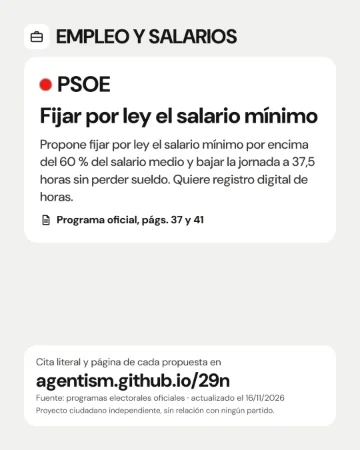 EMPLEO Y SALARIOS
PSOE
Fijar por ley el salario mínimo
Propone fijar por ley el salario mínimo por encima
del 60 % del salario medio y bajar la jornada a 37,5
horas sin perder sueldo. Quiere registro digital de
horas.
Programa oficial, págs. 37 y 41
Cita literal y página de cada propuesta en
agentism.github.io/29n
Fuente: programas electorales oficiales · actualizado el 16/11/2026
Proyecto ciudadano independiente, sin relación con ningún partido.